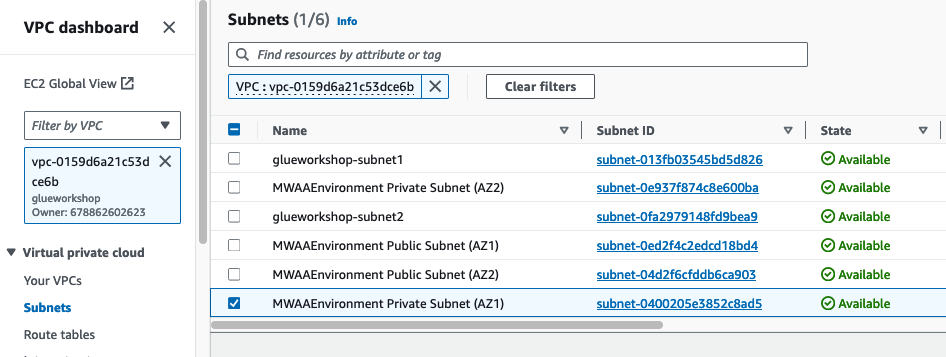 VPC dashboard
EC2 Global View
Filter by VPC
vpc-0159d6a21c53d
ce6b
glueworkshop
Owner: 678862602623
Virtual private cloud
Your VPCs
Subnets
Route tables
Subnets (1/6) Info
Find resources by attribute or tag
VPC : vpc-0159d6a21c53dce6b
Clear filters
Name Subnet ID State
glueworkshop-subnet1 subnet-013fb03545bd5d826 Available
MWAAEnvironment Private Subnet (AZ2) subnet-0e937f874c8e600ba Available
glueworkshop-subnet2 subnet-0fa2979148fd9bea9 Available
MWAAEnvironment Public Subnet (AZ1) subnet-0ed2f4c2edcd18bd4 Available
MWAAEnvironment Public Subnet (AZ2) subnet-04d2f6cfddb6ca903 Available
MWAAEnvironment Private Subnet (AZ1) subnet-0400205e3852c8ad5 Available